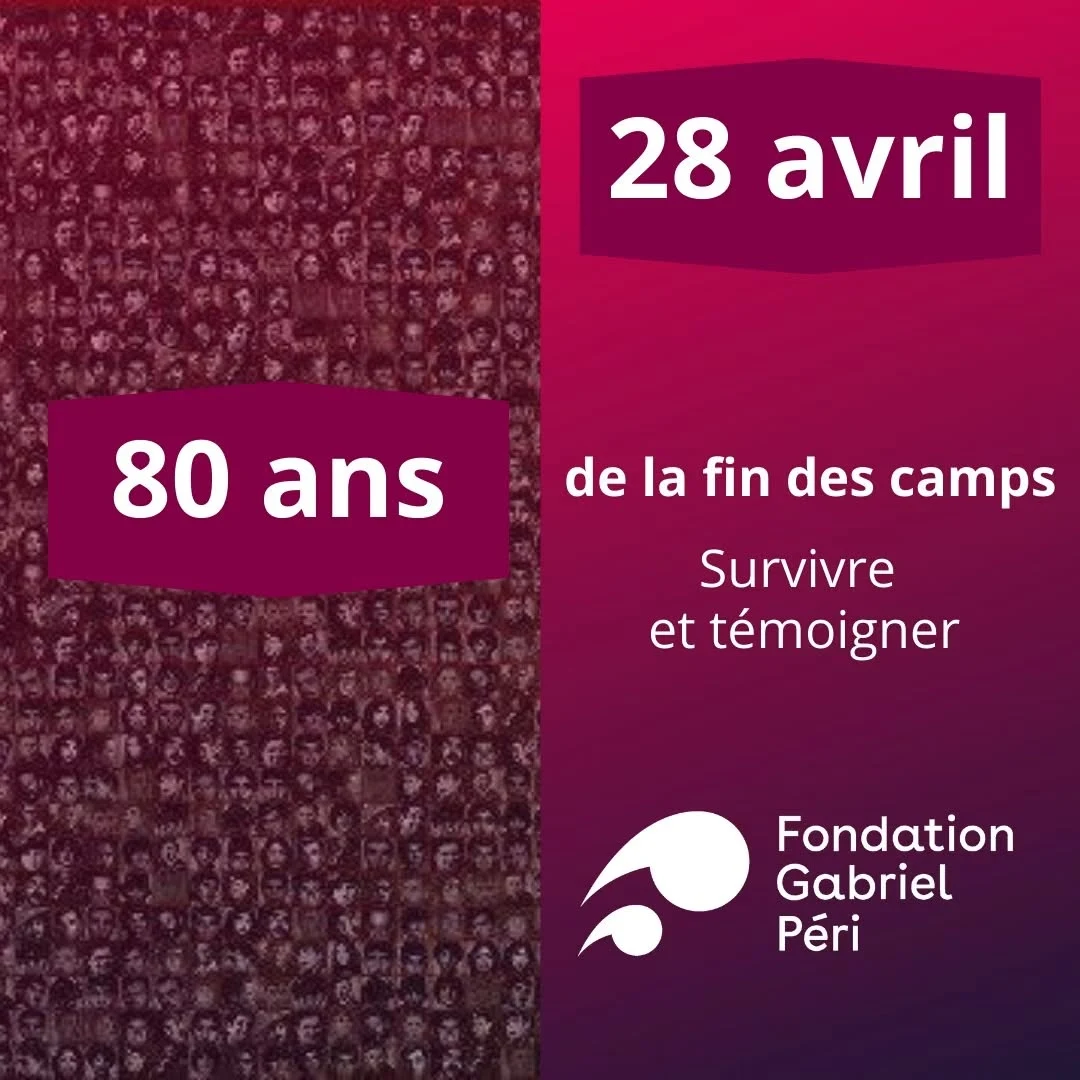 28 avril
80 ans
de la fin des camps
Survivre
et témoigner
Fondation
Gabriel
Péri